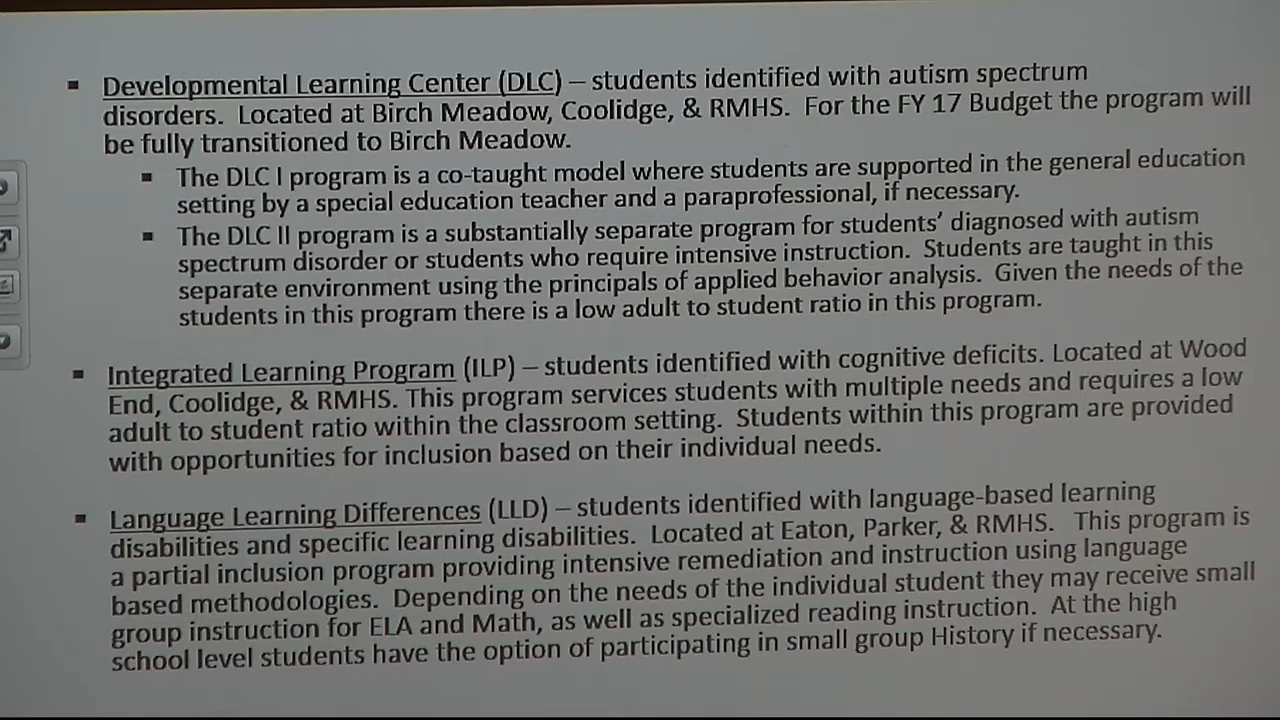 ▪ Developmental Learning Center (DLC) – students identified with autism spectrum
disorders.  Located at Birch Meadow, Coolidge, & RMHS.  For the FY 17 Budget the program will
be fully transitioned to Birch Meadow.
▪ The DLC I program is a co-taught model where students are supported in the general education
setting by a special education teacher and a paraprofessional, if necessary.
▪ The DLC II program is a substantially separate program for students’ diagnosed with autism
spectrum disorder or students who require intensive instruction.  Students are taught in this
separate environment using the principals of applied behavior analysis.  Given the needs of the
students in this program there is a low adult to student ratio in this program.
▪ Integrated Learning Program (ILP) – students identified with cognitive deficits. Located at Wood
End, Coolidge, & RMHS. This program services students with multiple needs and requires a low
adult to student ratio within the classroom setting.  Students within this program are provided
with opportunities for inclusion based on their individual needs.
▪ Language Learning Differences (LLD) – students identified with language-based learning
disabilities and specific learning disabilities.  Located at Eaton, Parker, & RMHS.   This program is
a partial inclusion program providing intensive remediation and instruction using language
based methodologies.  Depending on the needs of the individual student they may receive small
group instruction for ELA and Math, as well as specialized reading instruction.  At the high
school level students have the option of participating in small group History if necessary.